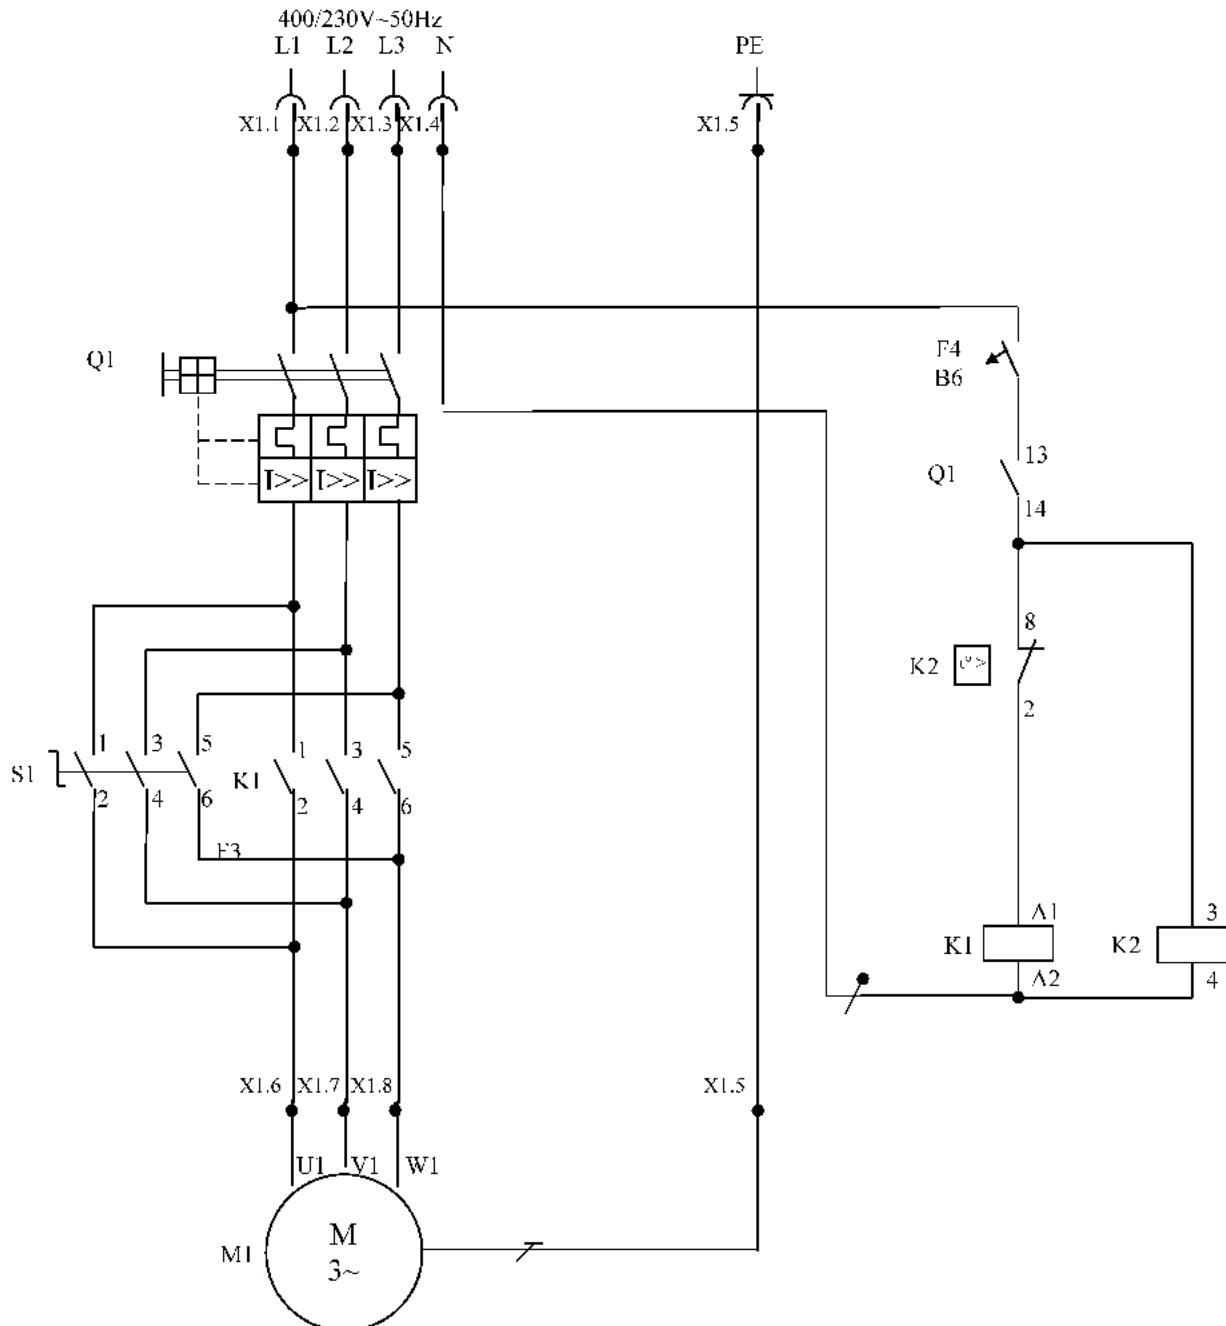 400/230V~50Hz
L1 L2 L3 N PE
X1.1 X1.2 X1.3 X1.4 X1.5
Q1
F4
B6
I>> I>> I>>
13
Q1
14
8
K2 t° >
2
1 3 5 1 3 5
S1 K1
2 4 6 2 4 6
F3
A1 3
K1 K2
A2 4
X1.6 X1.7 X1.8 X1.5
U1 V1 W1
M
M1
3~